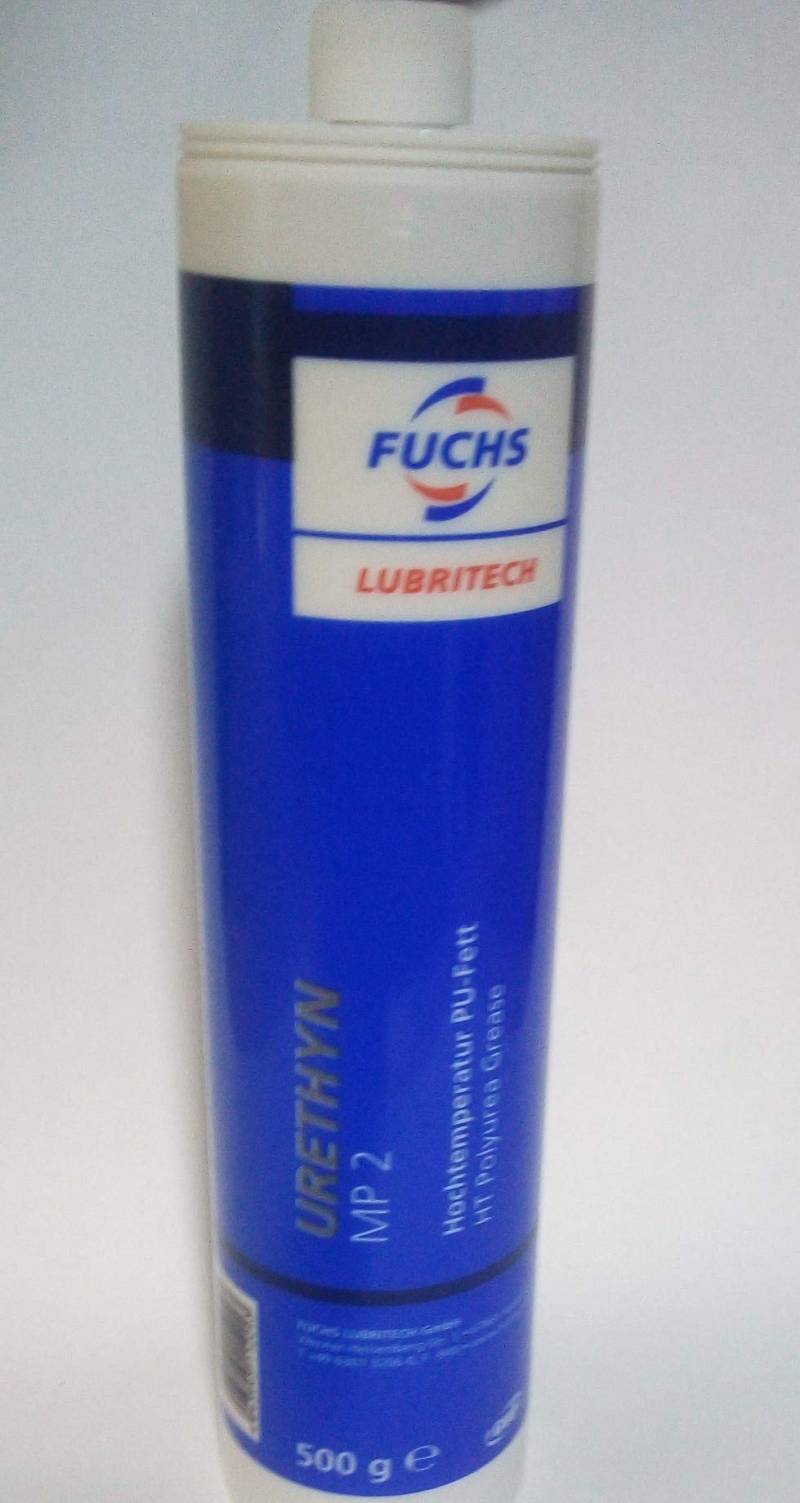 FUCHS
LUBRITECH
URETHYN
MP 2
Hochtemperatur PU-Fett
HT Polyurea Grease
FUCHS LUBRITECH GmbH
500 g ℮